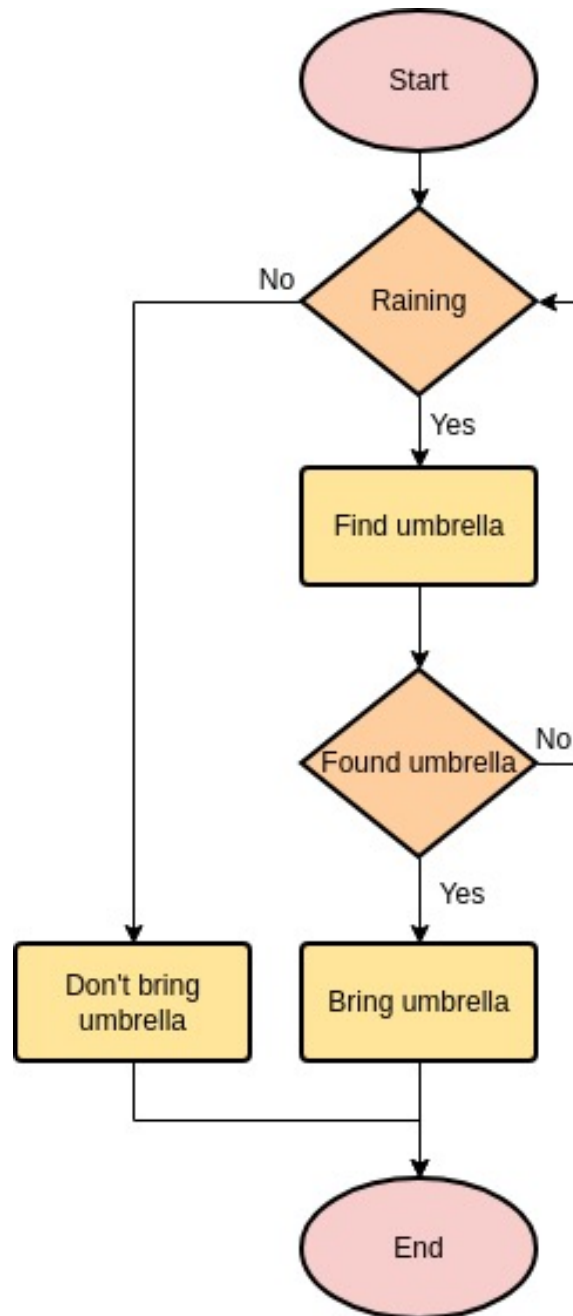 Start
No
Raining
Yes
Find umbrella
No
Found umbrella
Yes
Don't bring
umbrella
Bring umbrella
End